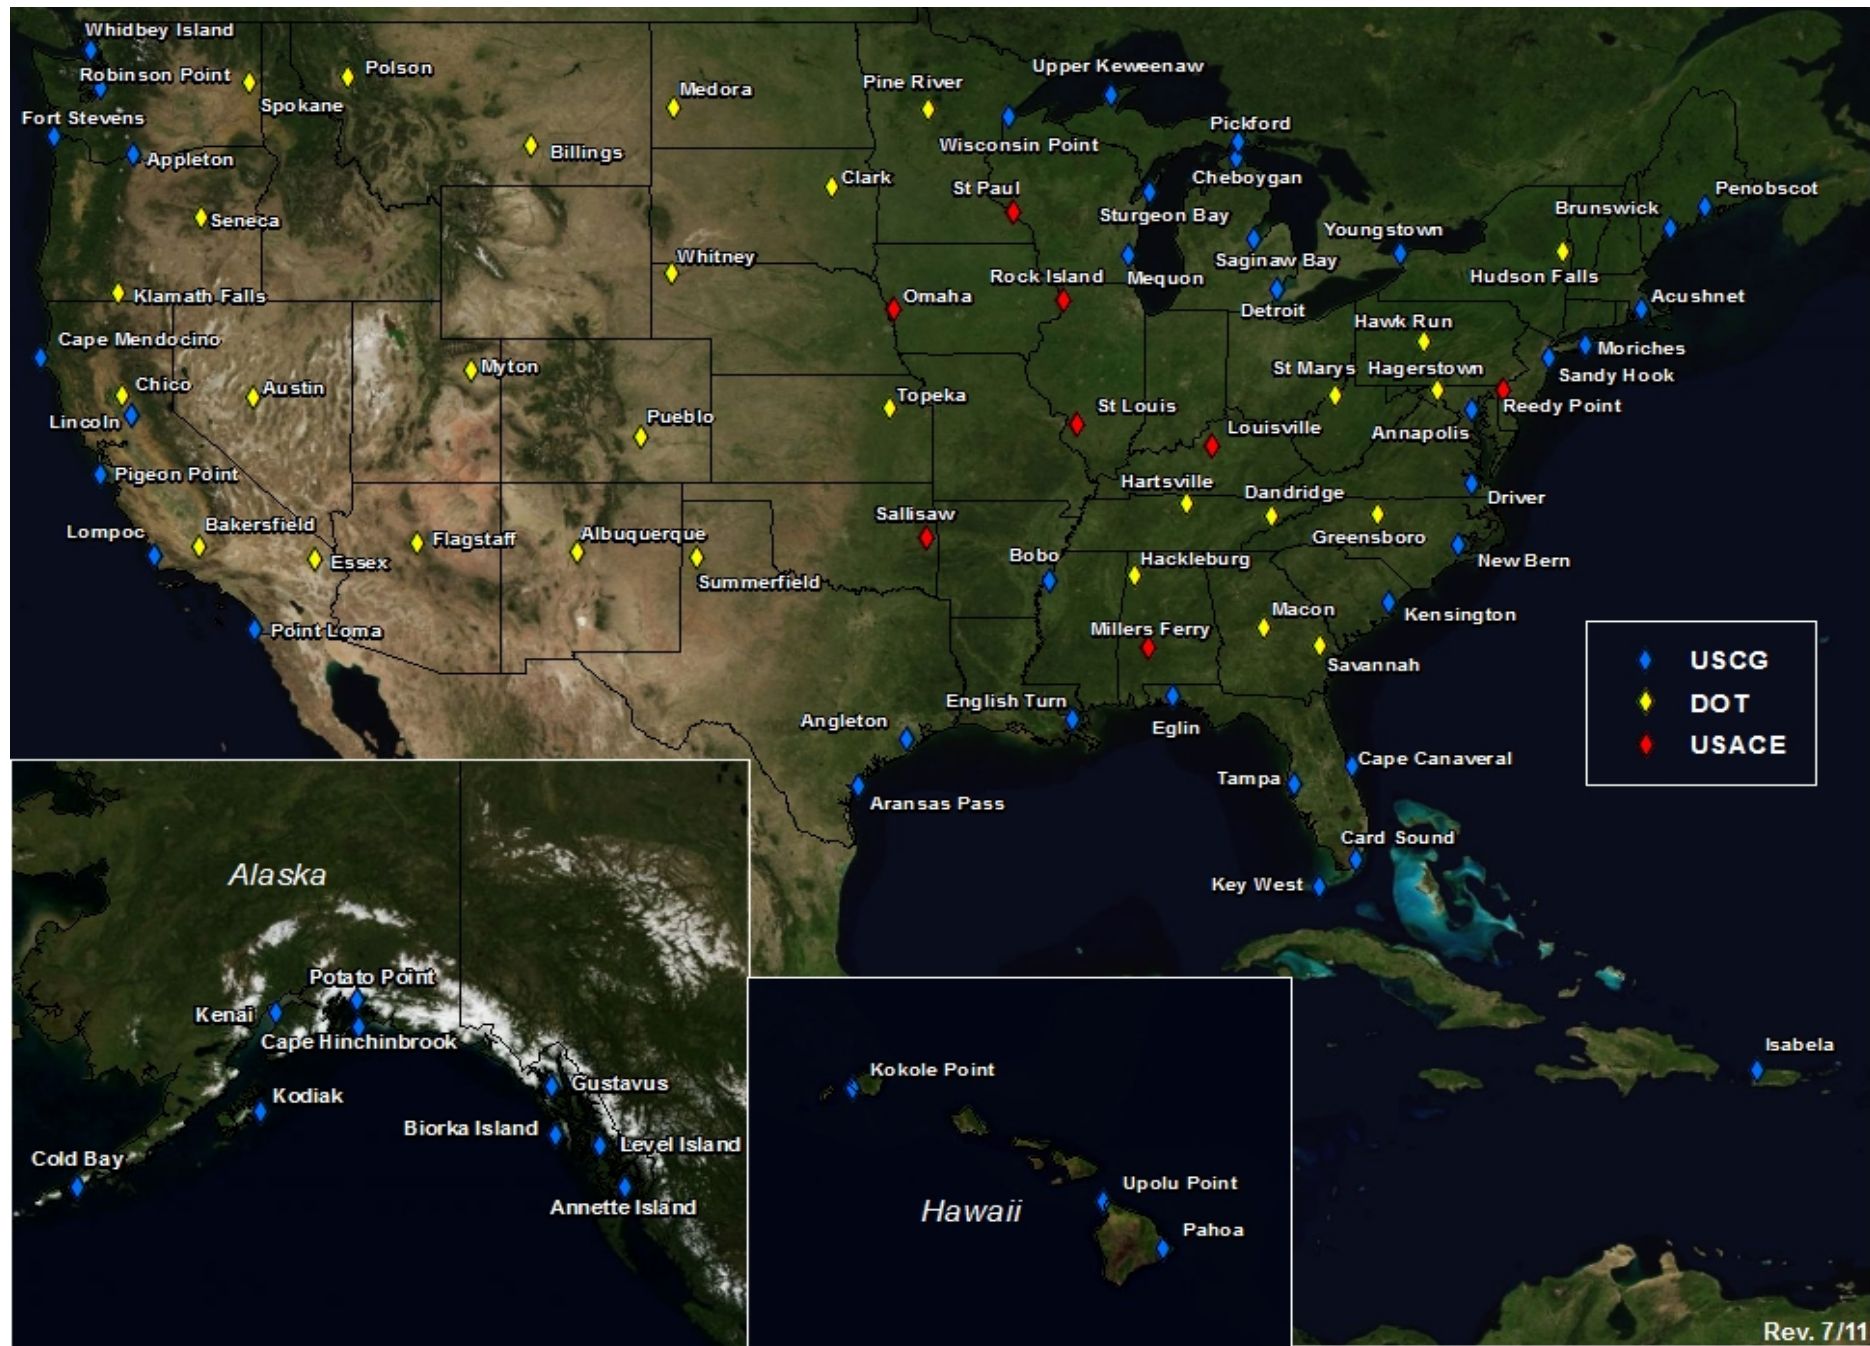 Whidbey Island
Robinson Point
Polson
Spokane
Fort Stevens
Appleton
Billings
Medora
Pine River
Upper Keweenaw
Wisconsin Point
Pickford
Cheboygan
Clark
St Paul
Sturgeon Bay
Penobscot
Brunswick
Seneca
Youngstown
Saginaw Bay
Whitney
Rock Island
Mequon
Hudson Falls
Klamath Falls
Omaha
Detroit
Acushnet
Hawk Run
Cape Mendocino
Moriches
Myton
St Marys
Hagerstown
Sandy Hook
Chico
Austin
Topeka
Reedy Point
Lincoln
Pueblo
St Louis
Louisville
Annapolis
Pigeon Point
Hartsville
Dandridge
Driver
Sallisaw
Lompoc
Bakersfield
Flagstaff
Albuquerque
Greensboro
Essex
Bobo
Hackleburg
New Bern
Summerfield
Macon
Kensington
Point Loma
Millers Ferry
Savannah
USCG
DOT
USACE
English Turn
Angleton
Eglin
Cape Canaveral
Tampa
Aransas Pass
Card Sound
Key West
Alaska
Potato Point
Kenai
Cape Hinchinbrook
Gustavus
Kodiak
Biorka Island
Level Island
Cold Bay
Annette Island
Kokole Point
Upolu Point
Hawaii
Pahoa
Isabela
Rev. 7/11